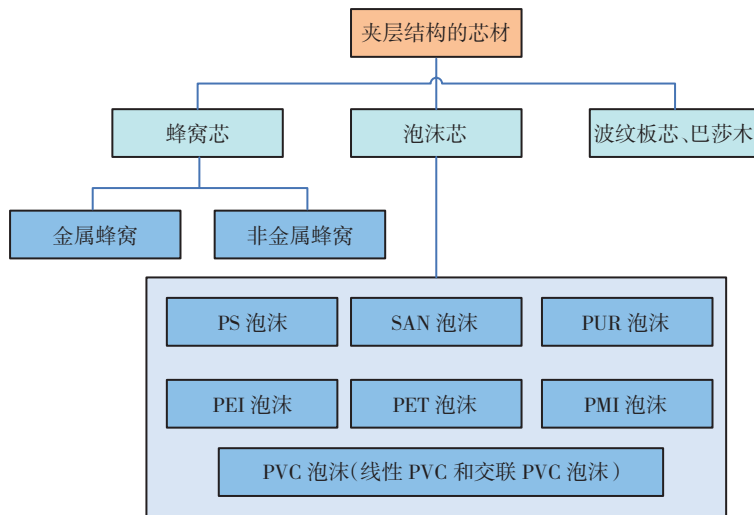 夹层结构的芯材
蜂窝芯
泡沫芯
波纹板芯、巴莎木
金属蜂窝
非金属蜂窝
PS 泡沫
SAN 泡沫
PUR 泡沫
PEI 泡沫
PET 泡沫
PMI 泡沫
PVC 泡沫(线性 PVC 和交联 PVC 泡沫)